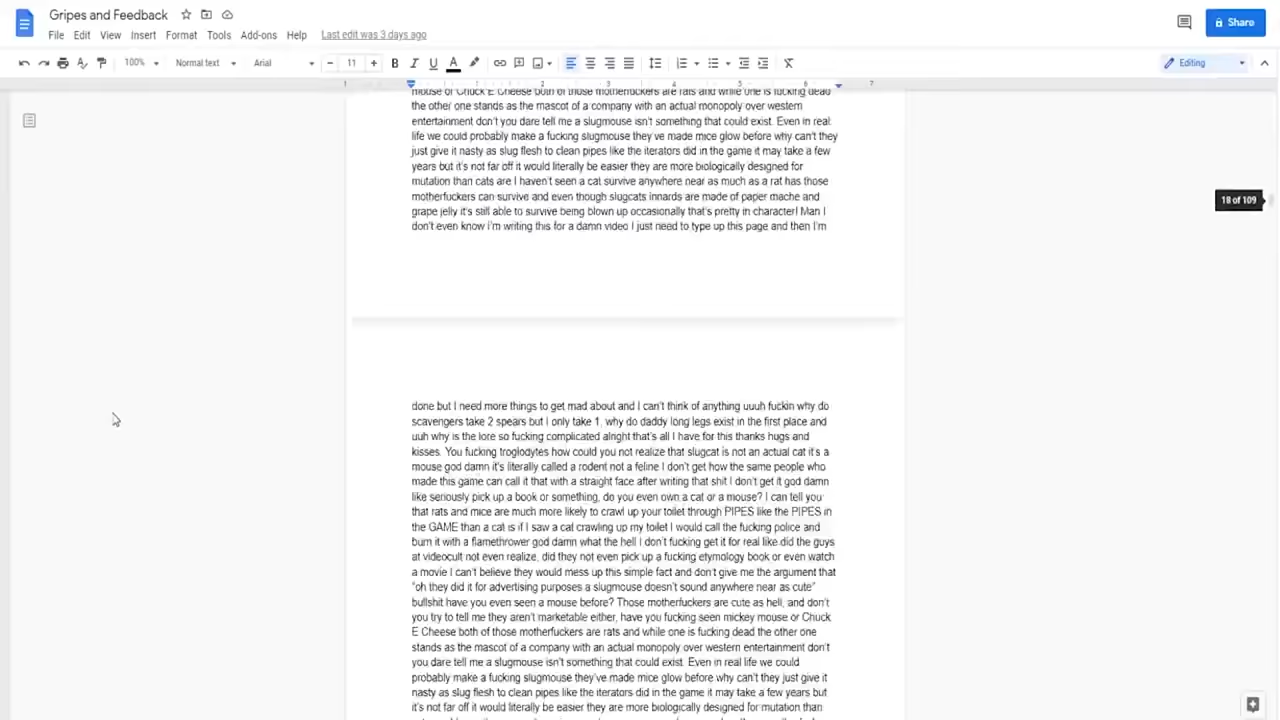 Gripes and Feedback
File Edit View Insert Format Tools Add-ons Help Last edit was 3 days ago
Share
100% Normal text Arial 11 Editing
1 1 2 3 4 5 6 7
mouse or Chuck E Cheese both of those motherfuckers are rats and while one is fucking dead
the other one stands as the mascot of a company with an actual monopoly over western
entertainment don't you dare tell me a slugmouse isn't something that could exist. Even in real
life we could probably make a fucking slugmouse they've made mice glow before why can't they
just give it nasty as slug flesh to clean pipes like the iterators did in the game it may take a few
years but it's not far off it would literally be easier they are more biologically designed for
mutation than cats are I haven't seen a cat survive anywhere near as much as a rat has those
motherfuckers can survive and even though slugcats innards are made of paper mache and
grape jelly it's still able to survive being blown up occasionally that's pretty in character! Man I
don't even know I'm writing this for a damn video I just need to type up this page and then I'm
18 of 109
done but I need more things to get mad about and I can't think of anything uuuh fuckin why do
scavengers take 2 spears but I only take 1, why do daddy long legs exist in the first place and
uuh why is the lore so fucking complicated alright that's all I have for this thanks hugs and
kisses. You fucking troglodytes how could you not realize that slugcat is not an actual cat it's a
mouse god damn it's literally called a rodent not a feline I don't get how the same people who
made this game can call it that with a straight face after writing that shit I don't get it god damn
like seriously pick up a book or something, do you even own a cat or a mouse? I can tell you
that rats and mice are much more likely to crawl up your toilet through PIPES like the PIPES in
the GAME than a cat is if I saw a cat crawling up my toilet I would call the fucking police and
burn it with a flamethrower god damn what the hell I don't fucking get it for real like did the guys
at videocult not even realize, did they not even pick up a fucking etymology book or even watch
a movie I can't believe they would mess up this simple fact and don't give me the argument that
"oh they did it for advertising purposes a slugmouse doesn't sound anywhere near as cute"
bullshit have you even seen a mouse before? Those motherfuckers are cute as hell, and don't
you try to tell me they aren't marketable either, have you fucking seen mickey mouse or Chuck
E Cheese both of those motherfuckers are rats and while one is fucking dead the other one
stands as the mascot of a company with an actual monopoly over western entertainment don't
you dare tell me a slugmouse isn't something that could exist. Even in real life we could
probably make a fucking slugmouse they've made mice glow before why can't they just give it
nasty as slug flesh to clean pipes like the iterators did in the game it may take a few years but
it's not far off it would literally be easier they are more biologically designed for mutation than